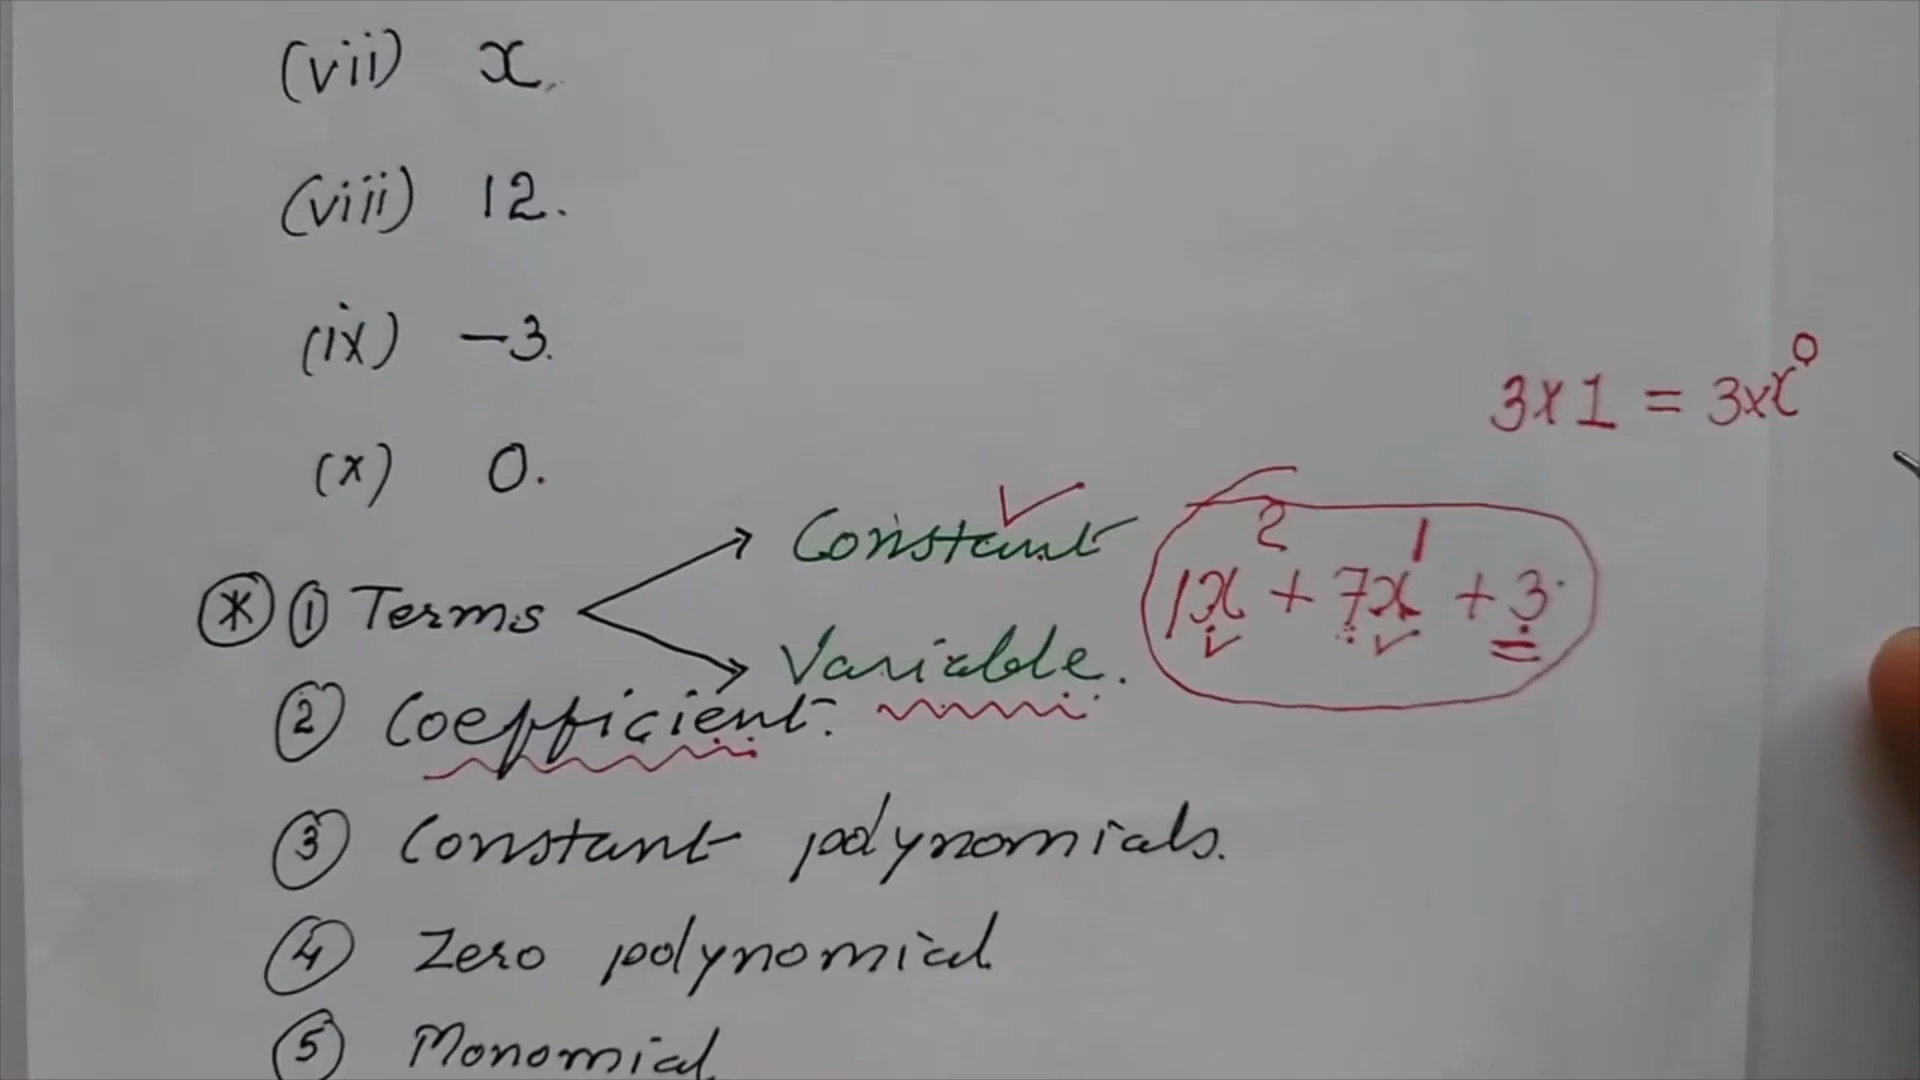 (vii) x.
(viii) 12.
(ix) -3.
(x) 0.
3x1 = 3xx⁰
* ① Terms
Constant
Variable.
1x² + 7x¹ + 3
② Coefficient.
③ Constant polynomials.
④ Zero polynomial
⑤ Monomial